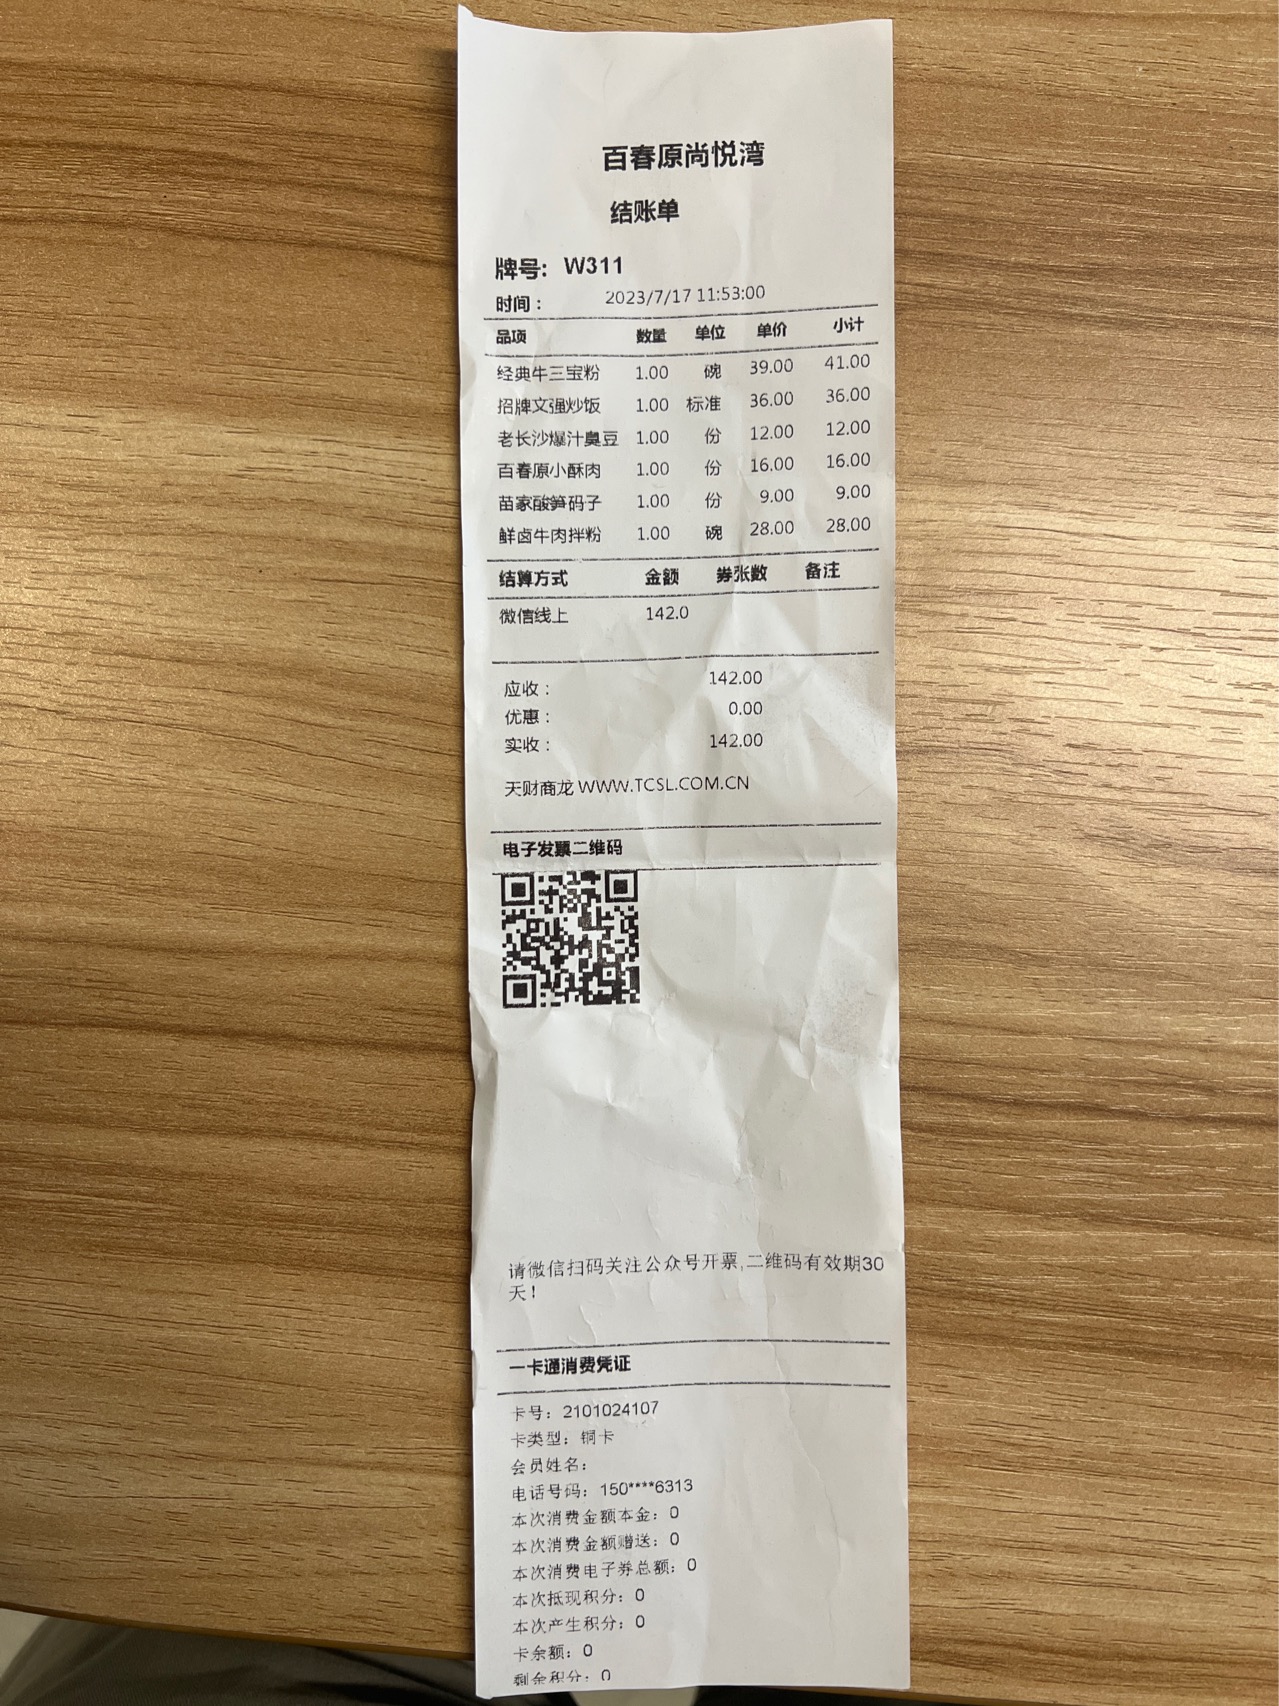 百春原尚悦湾
结账单
牌号: W311
时间： 2023/7/17 11:53:00
品项 数量 单位 单价 小计
经典牛三宝粉 1.00 碗 39.00 41.00
招牌文强炒饭 1.00 标准 36.00 36.00
老长沙爆汁臭豆 1.00 份 12.00 12.00
百春原小酥肉 1.00 份 16.00 16.00
苗家酸笋码子 1.00 份 9.00 9.00
鲜卤牛肉拌粉 1.00 碗 28.00 28.00
结算方式 金额 券张数 备注
微信线上 142.0
应收： 142.00
优惠： 0.00
实收： 142.00
天财商龙 WWW.TCSL.COM.CN
电子发票二维码
请微信扫码关注公众号开票,二维码有效期30
天！
一卡通消费凭证
卡号：2101024107
卡类型：铜卡
会员姓名：
电话号码：150****6313
本次消费金额本金：0
本次消费金额赠送：0
本次消费电子券总额：0
本次抵现积分：0
本次产生积分：0
卡余额：0
剩余积分：0